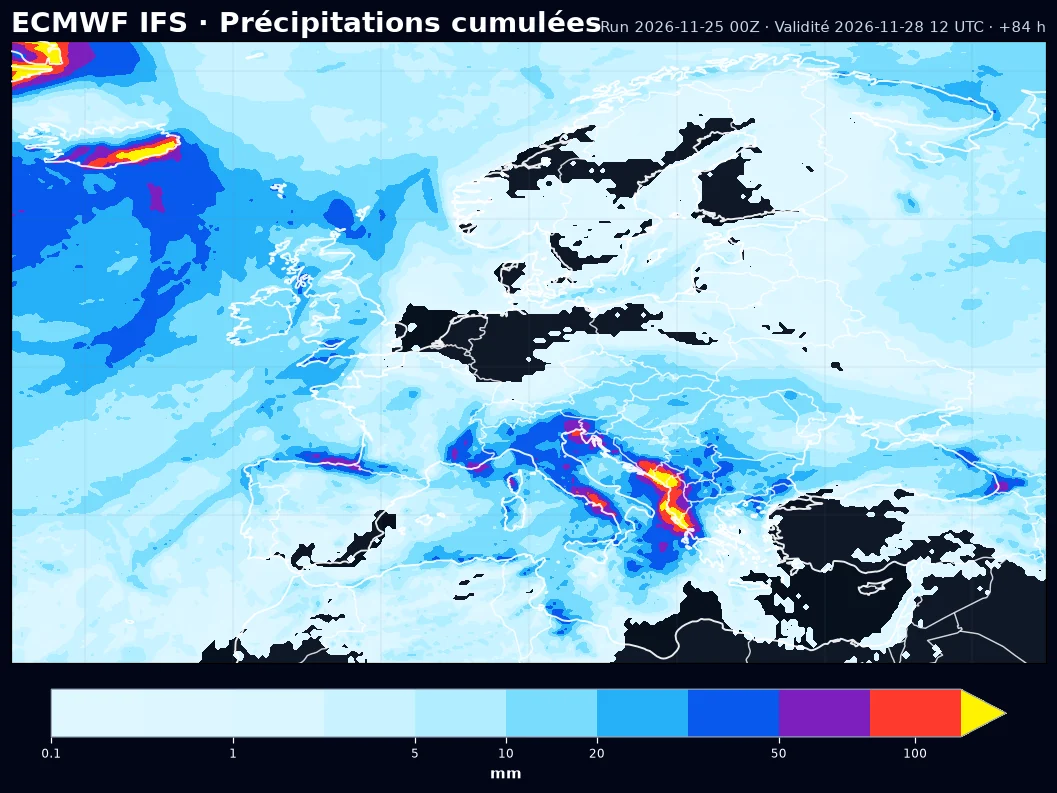 ECMWF IFS · Précipitations cumulées
Run 2026-11-25 00Z · Validité 2026-11-28 12 UTC · +84 h
0.1 1 5 10 20 50 100
mm